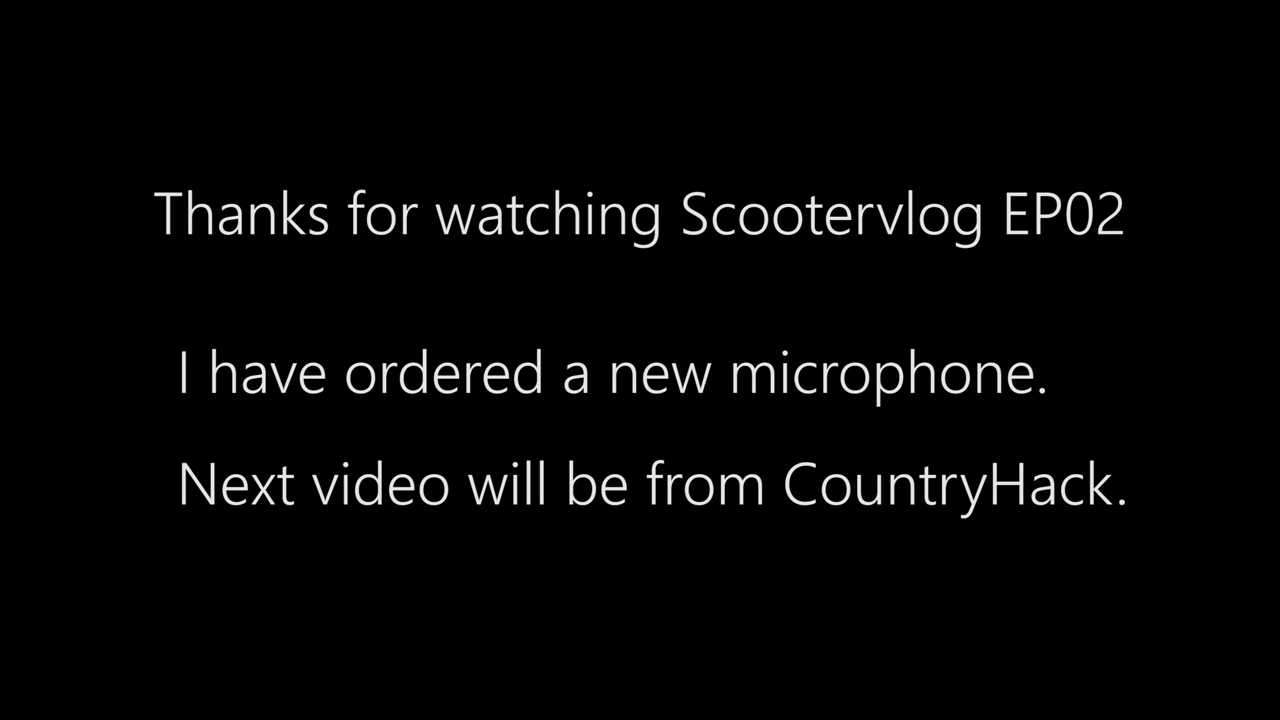 Thanks for watching Scootervlog EP02
I have ordered a new microphone.
Next video will be from CountryHack.